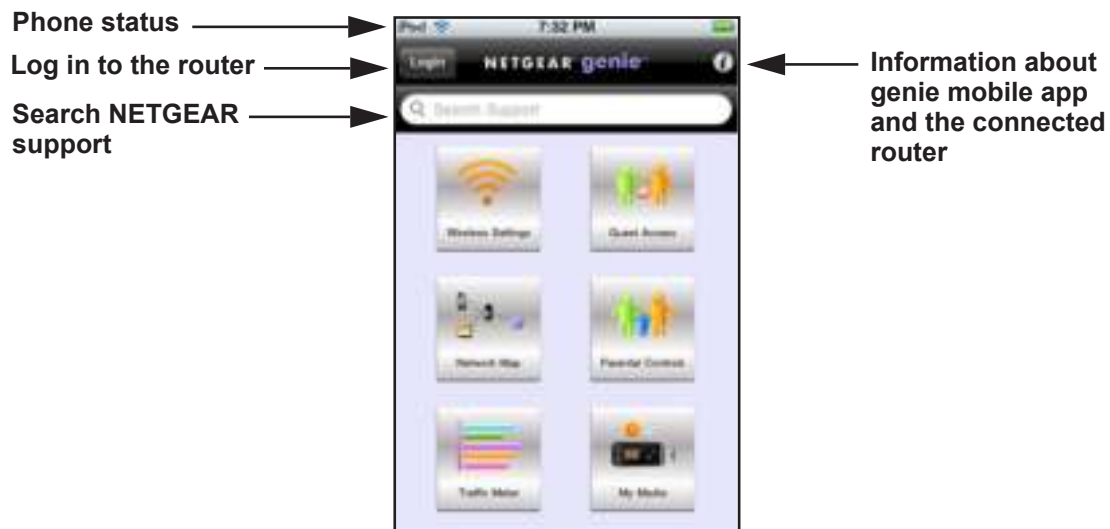 Phone status
iPod 7:32 PM
Log in to the router
Login NETGEAR genie
Information about
genie mobile app
and the connected
router
Search NETGEAR
support
Search Support
Wireless Settings Guest Access
Network Map Parental Controls
Traffic Meter My Media